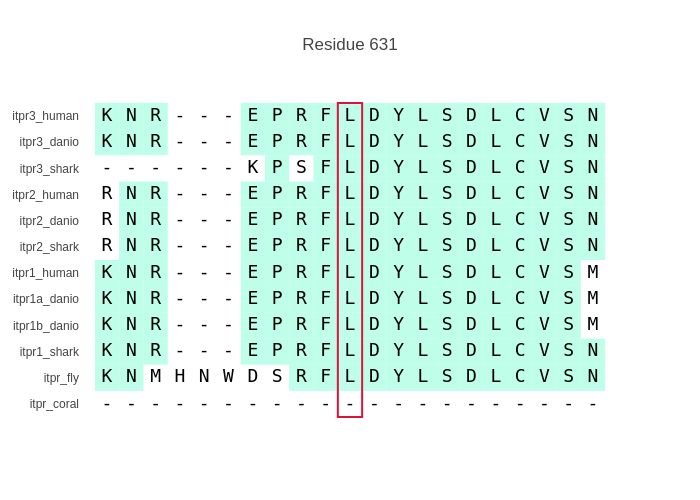 Residue 631
itpr3_human K N R - - - E P R F L D Y L S D L C V S N
itpr3_danio K N R - - - E P R F L D Y L S D L C V S N
itpr3_shark - - - - - - K P S F L D Y L S D L C V S N
itpr2_human R N R - - - E P R F L D Y L S D L C V S N
itpr2_danio R N R - - - E P R F L D Y L S D L C V S N
itpr2_shark R N R - - - E P R F L D Y L S D L C V S N
itpr1_human K N R - - - E P R F L D Y L S D L C V S M
itpr1a_danio K N R - - - E P R F L D Y L S D L C V S M
itpr1b_danio K N R - - - E P R F L D Y L S D L C V S M
itpr1_shark K N R - - - E P R F L D Y L S D L C V S N
itpr_fly K N M H N W D S R F L D Y L S D L C V S N
itpr_coral - - - - - - - - - - - - - - - - - - - - -